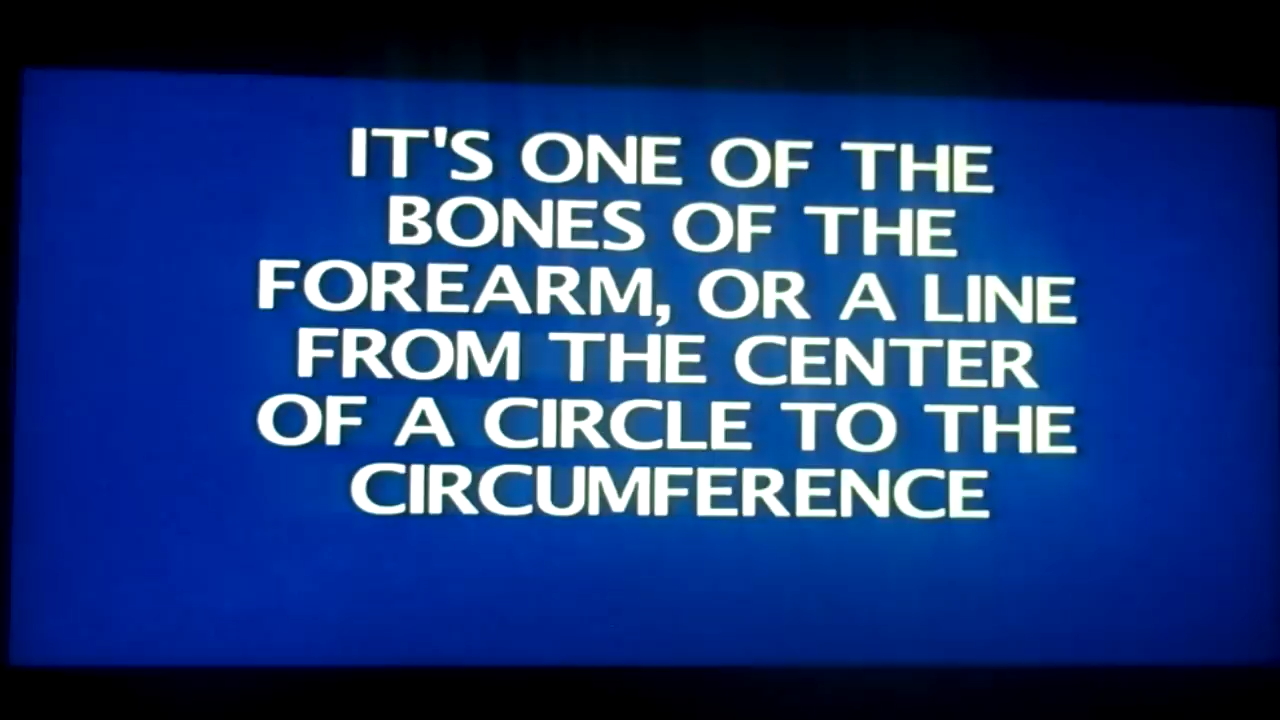 IT'S ONE OF THE
BONES OF THE
FOREARM, OR A LINE
FROM THE CENTER
OF A CIRCLE TO THE
CIRCUMFERENCE